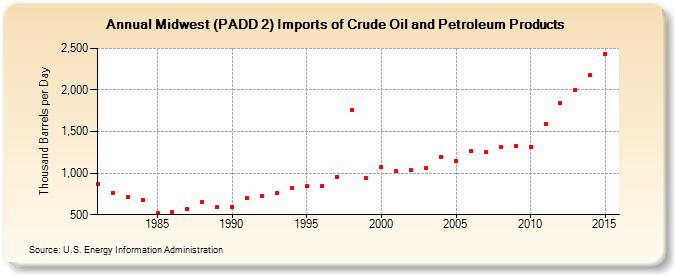 Annual Midwest (PADD 2) Imports of Crude Oil and Petroleum Products
Thousand Barrels per Day
2,500
2,000
1,500
1,000
500
1985 1990 1995 2000 2005 2010 2015
Source: U.S. Energy Information Administration